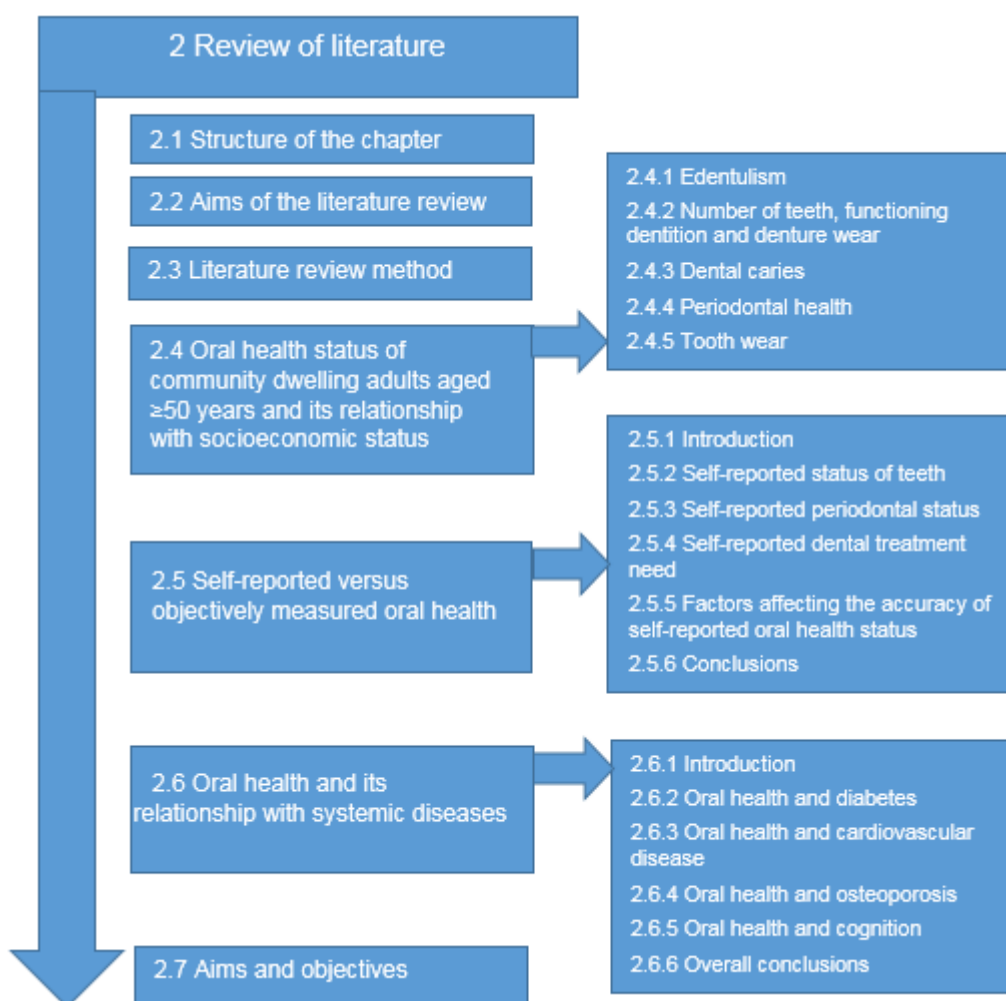 2 Review of literature
2.1 Structure of the chapter
2.2 Aims of the literature review
2.3 Literature review method
2.4 Oral health status of
community dwelling adults aged
≥50 years and its relationship
with socioeconomic status
2.4.1 Edentulism
2.4.2 Number of teeth, functioning
dentition and denture wear
2.4.3 Dental caries
2.4.4 Periodontal health
2.4.5 Tooth wear
2.5 Self-reported versus
objectively measured oral health
2.5.1 Introduction
2.5.2 Self-reported status of teeth
2.5.3 Self-reported periodontal status
2.5.4 Self-reported dental treatment
need
2.5.5 Factors affecting the accuracy of
self-reported oral health status
2.5.6 Conclusions
2.6 Oral health and its
relationship with systemic diseases
2.6.1 Introduction
2.6.2 Oral health and diabetes
2.6.3 Oral health and cardiovascular
disease
2.6.4 Oral health and osteoporosis
2.6.5 Oral health and cognition
2.6.6 Overall conclusions
2.7 Aims and objectives